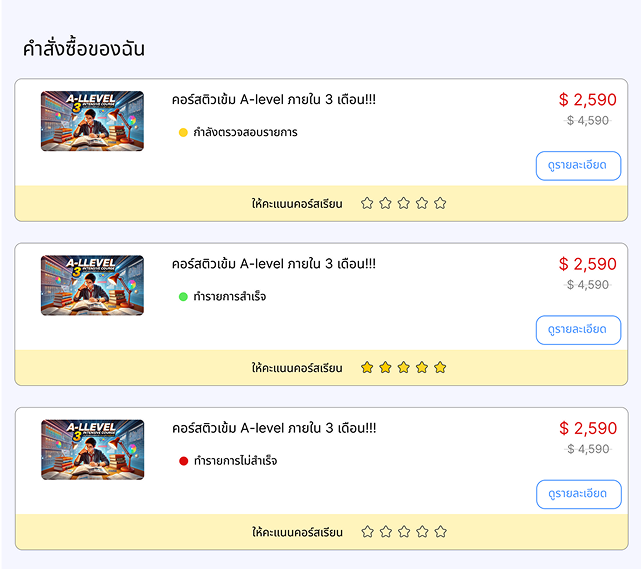 คำสั่งซื้อของฉัน
A-LLEVEL
3 INTENSIVE COURSE
คอร์สติวเข้ม A-level ภายใน 3 เดือน!!!
$ 2,590
$ 4,590
กำลังตรวจสอบรายการ
ดูรายละเอียด
ให้คะแนนคอร์สเรียน
A-LLEVEL
3 INTENSIVE COURSE
คอร์สติวเข้ม A-level ภายใน 3 เดือน!!!
$ 2,590
$ 4,590
ทำรายการสำเร็จ
ดูรายละเอียด
ให้คะแนนคอร์สเรียน
A-LLEVEL
3 INTENSIVE COURSE
คอร์สติวเข้ม A-level ภายใน 3 เดือน!!!
$ 2,590
$ 4,590
ทำรายการไม่สำเร็จ
ดูรายละเอียด
ให้คะแนนคอร์สเรียน